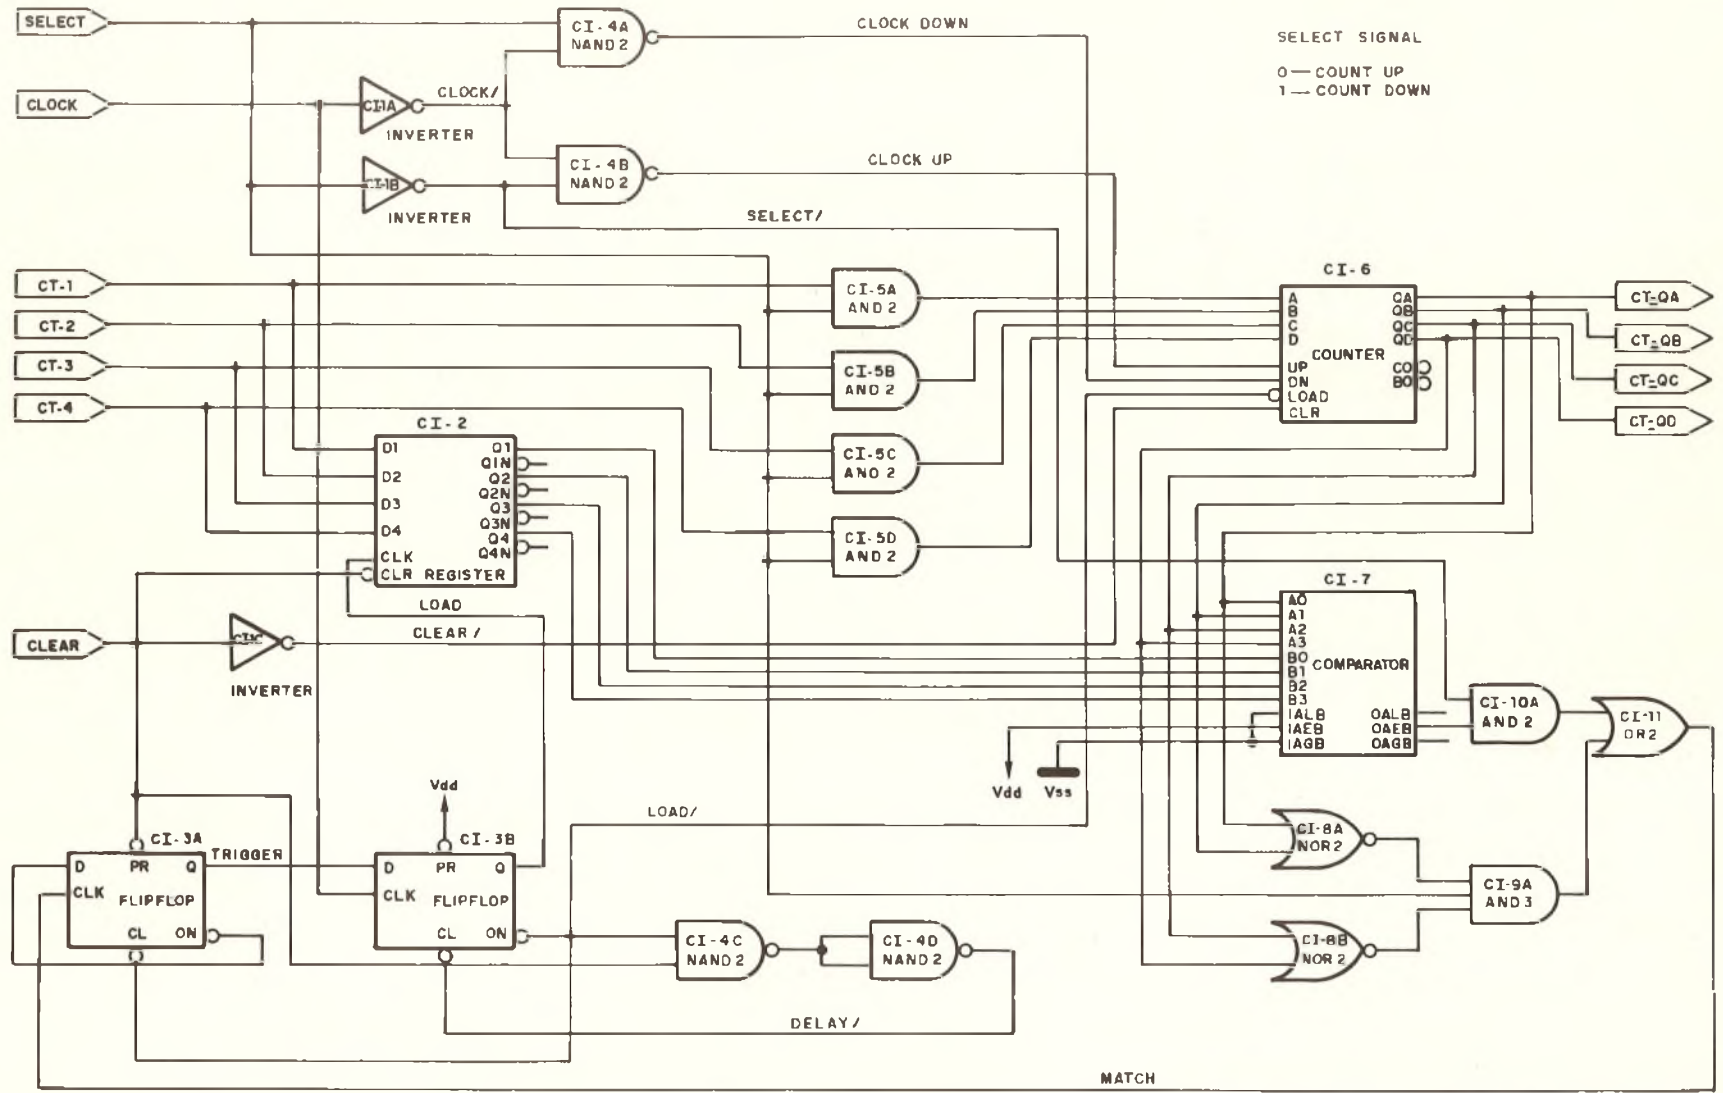 SELECT
CI-4A
NAND 2
CLOCK DOWN
SELECT SIGNAL
0 — COUNT UP
1 — COUNT DOWN
CLOCK
CI-1A
CLOCK/
INVERTER
CI-4B
NAND 2
CLOCK UP
CI-1B
INVERTER
SELECT/
CT-1
CT-2
CT-3
CT-4
CI-5A
AND 2
CI-5B
AND 2
CI-5C
AND 2
CI-5D
AND 2
CI-6
A
B
C
D
UP
DN
LOAD
CLR
COUNTER
QA
QB
QC
QD
CO
BO
CT-QA
CT-QB
CT-QC
CT-QD
CI-2
D1
D2
D3
D4
CLK
CLR
REGISTER
Q1
Q1N
Q2
Q2N
Q3
Q3N
Q4
Q4N
LOAD
CLEAR
CLEAR/
INVERTER
CI-7
A0
A1
A2
A3
B0
B1
B2
B3
IALB
IAEB
IAGB
COMPARATOR
OALB
OAEB
OAGB
CI-10A
AND 2
CI-11
OR2
Vdd
Vss
Vdd
LOAD/
CI-3A
D
PR
Q
CLK
FLIPFLOP
CL
ON
TRIGGER
CI-3B
D
PR
Q
CLK
FLIPFLOP
CL
ON
CI-4C
NAND 2
CI-4D
NAND 2
CI-8A
NOR 2
CI-8B
NOR 2
CI-9A
AND 3
DELAY/
MATCH